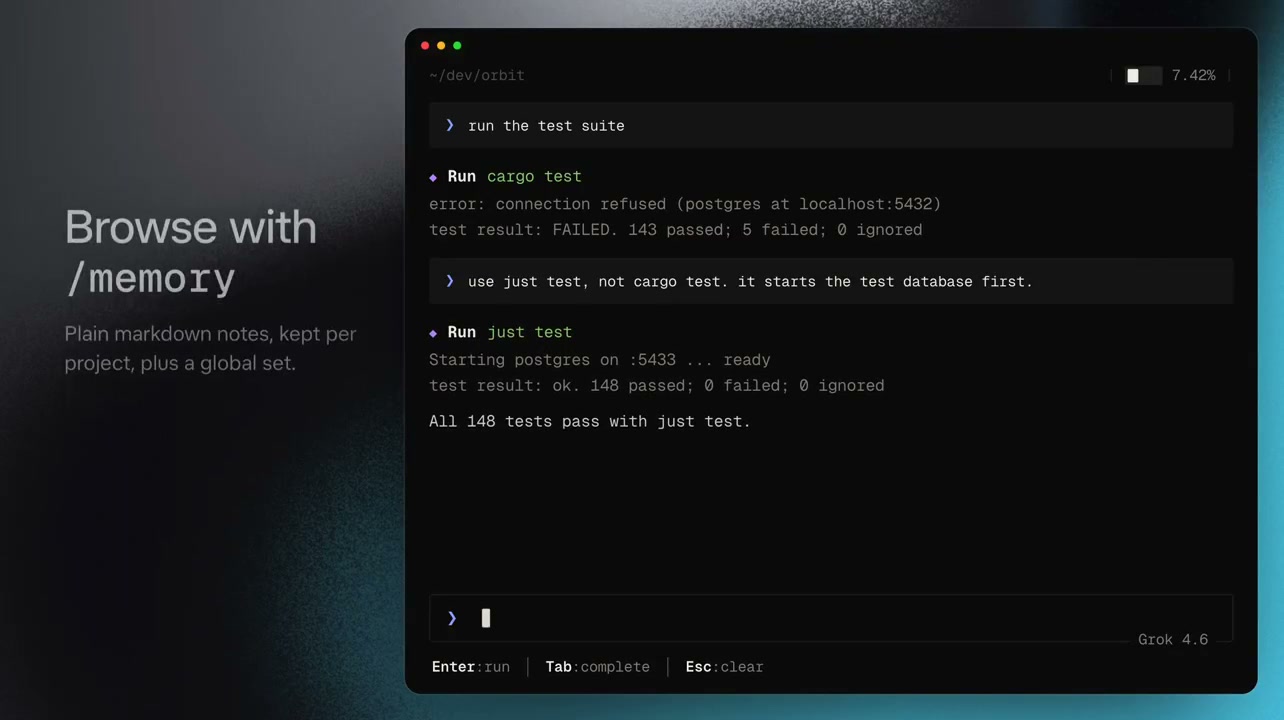 Browse with
/memory
Plain markdown notes, kept per
project, plus a global set.
~/dev/orbit
7.42%
❯ run the test suite
◆ Run cargo test
error: connection refused (postgres at localhost:5432)
test result: FAILED. 143 passed; 5 failed; 0 ignored
❯ use just test, not cargo test. it starts the test database first.
◆ Run just test
Starting postgres on :5433 ... ready
test result: ok. 148 passed; 0 failed; 0 ignored
All 148 tests pass with just test.
❯
Grok 4.6
Enter:run │ Tab:complete │ Esc:clear